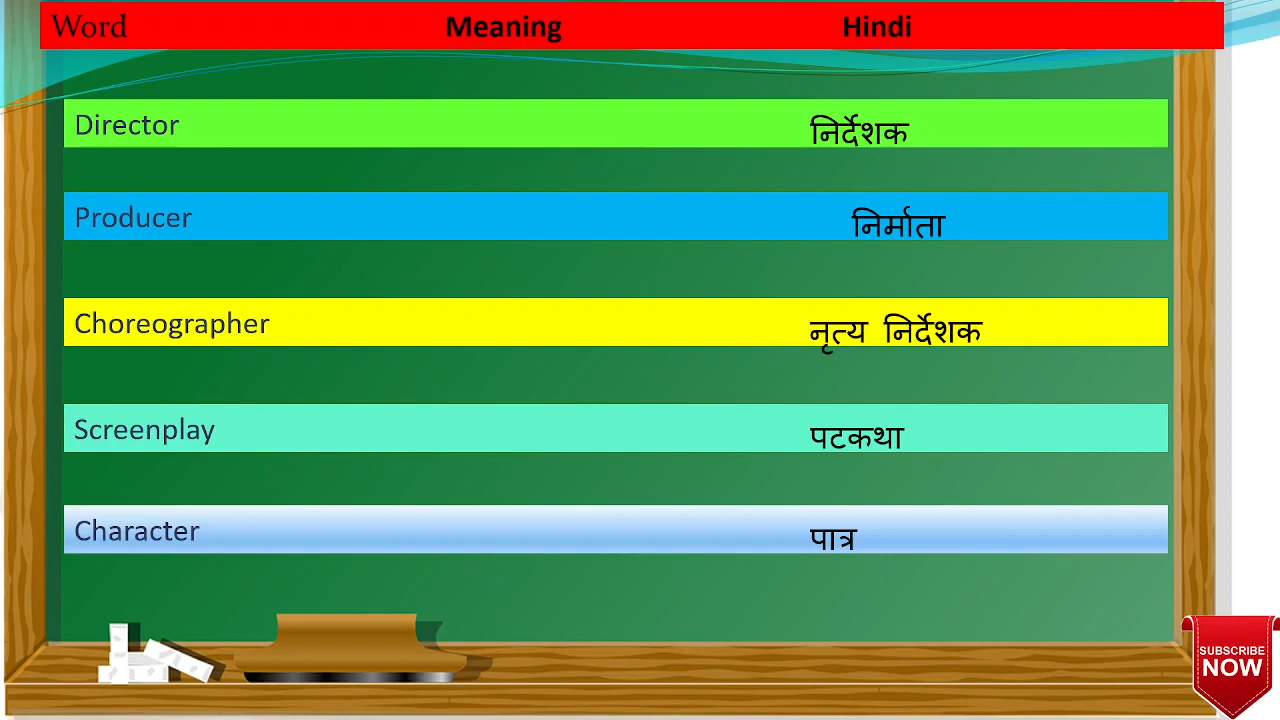 Word Meaning Hindi
Director निर्देशक
Producer निर्माता
Choreographer नृत्य निर्देशक
Screenplay पटकथा
Character पात्र
SUBSCRIBE
NOW